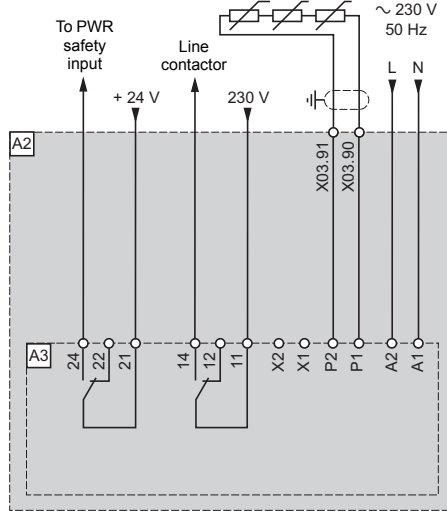 ∼ 230 V
50 Hz
To PWR
safety
input
Line
contactor
L N
+ 24 V
230 V
A2
X03.91
X03.90
A3
24
22
21
14
12
11
X2
X1
P2
P1
A2
A1